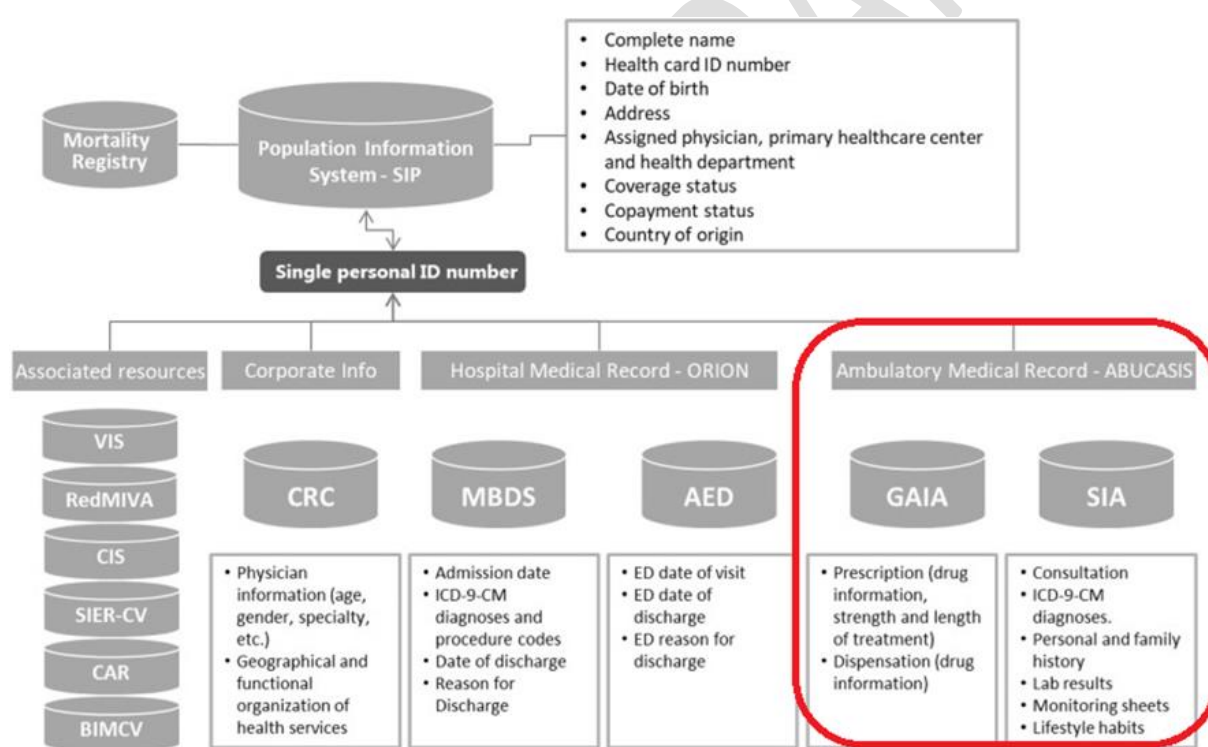 • Complete name
• Health card ID number
• Date of birth
• Address
• Assigned physician, primary healthcare center
and health department
• Coverage status
• Copayment status
• Country of origin
Mortality
Registry
Population Information
System - SIP
Single personal ID number
Associated resources
Corporate Info
Hospital Medical Record - ORION
Ambulatory Medical Record - ABUCASIS
VIS
RedMIVA
CIS
SIER-CV
CAR
BIMCV
CRC
• Physician
information (age,
gender, specialty,
etc.)
• Geographical and
functional
organization of
health services
MBDS
• Admission date
• ICD-9-CM
diagnoses and
procedure codes
• Date of discharge
• Reason for
Discharge
AED
• ED date of visit
• ED date of
discharge
• ED reason for
discharge
GAIA
• Prescription (drug
information,
strength and length
of treatment)
• Dispensation (drug
information)
SIA
• Consultation
• ICD-9-CM
diagnoses.
• Personal and family
history
• Lab results
• Monitoring sheets
• Lifestyle habits